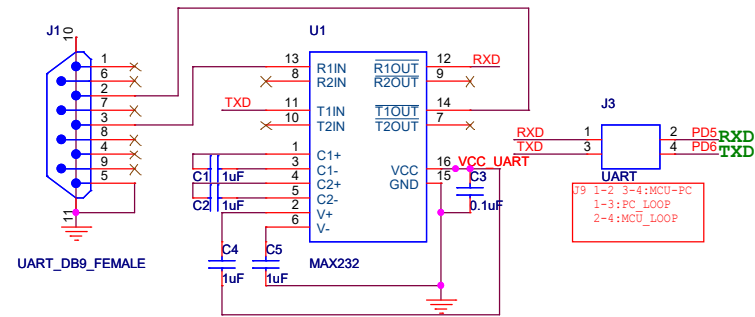 J1
10
1
6
2
7
3
8
4
9
5
11
UART_DB9_FEMALE
U1
13
R1IN
R1OUT
12
RXD
8
R2IN
R2OUT
9
TXD
11
T1IN
T1OUT
14
10
T2IN
T2OUT
7
1
C1+
3
C1-
C1
1uF
4
C2+
VCC
16
VCC_UART
5
C2-
GND
15
C3
C2
1uF
2
V+
0.1uF
6
V-
C4
C5
1uF
1uF
MAX232
J3
RXD
1
2
PD5
RXD
TXD
3
4
PD6
TXD
UART
J9 1-2 3-4:MCU-PC
1-3:PC_LOOP
2-4:MCU_LOOP